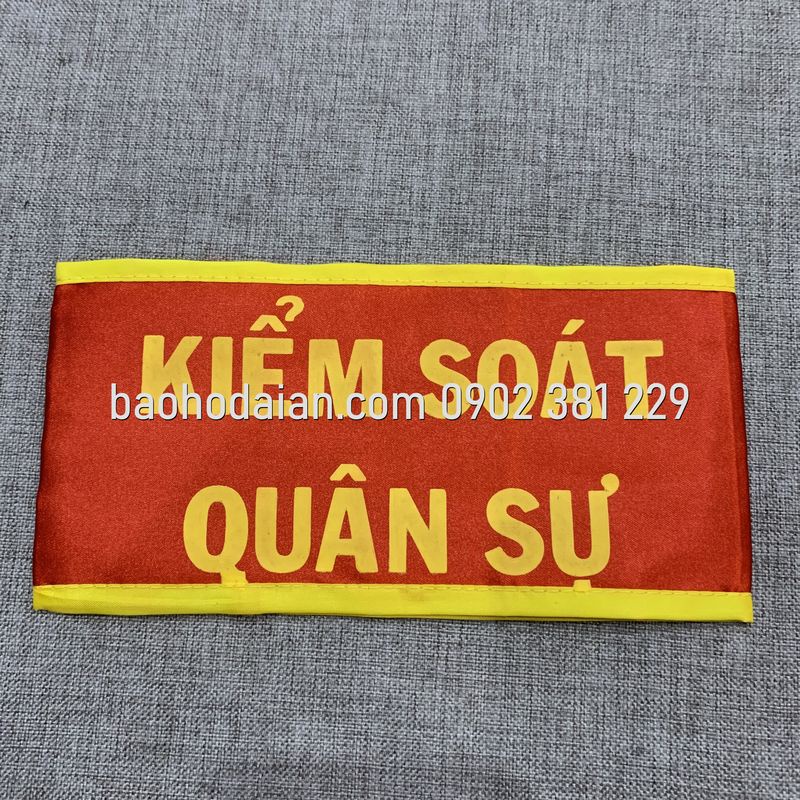 KIỂM SOÁT
baohodaian.com 0902 381 229
QUÂN SỰ